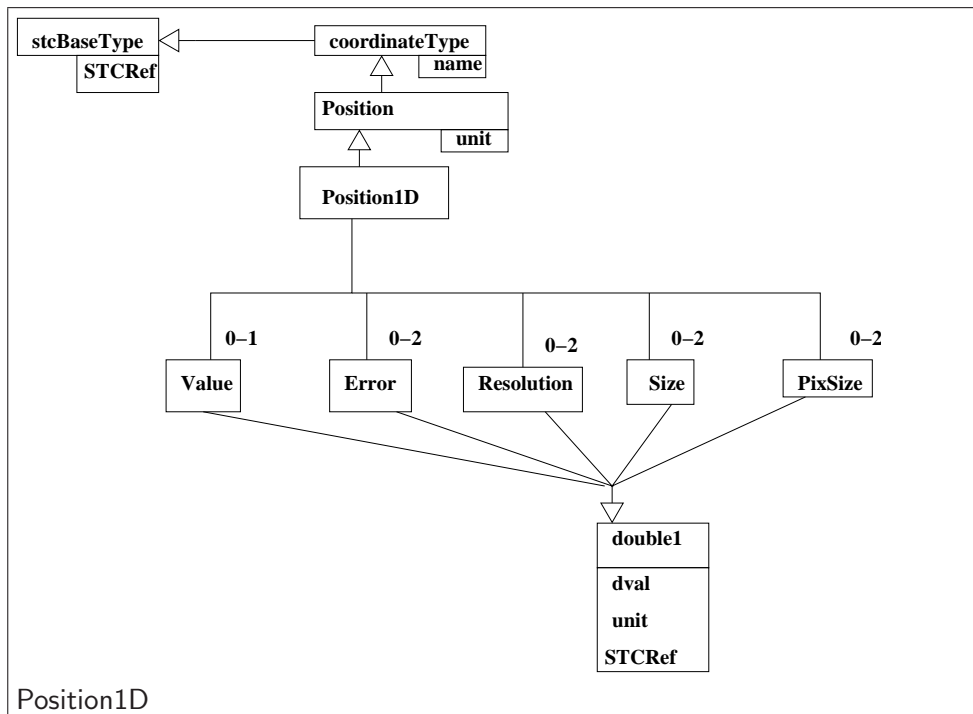 stcBaseType
coordinateType
STCRef
name
Position
unit
Position1D
0–1
0–2
0–2
0–2
0–2
Value
Error
Resolution
Size
PixSize
double1
dval
unit
STCRef
Position1D